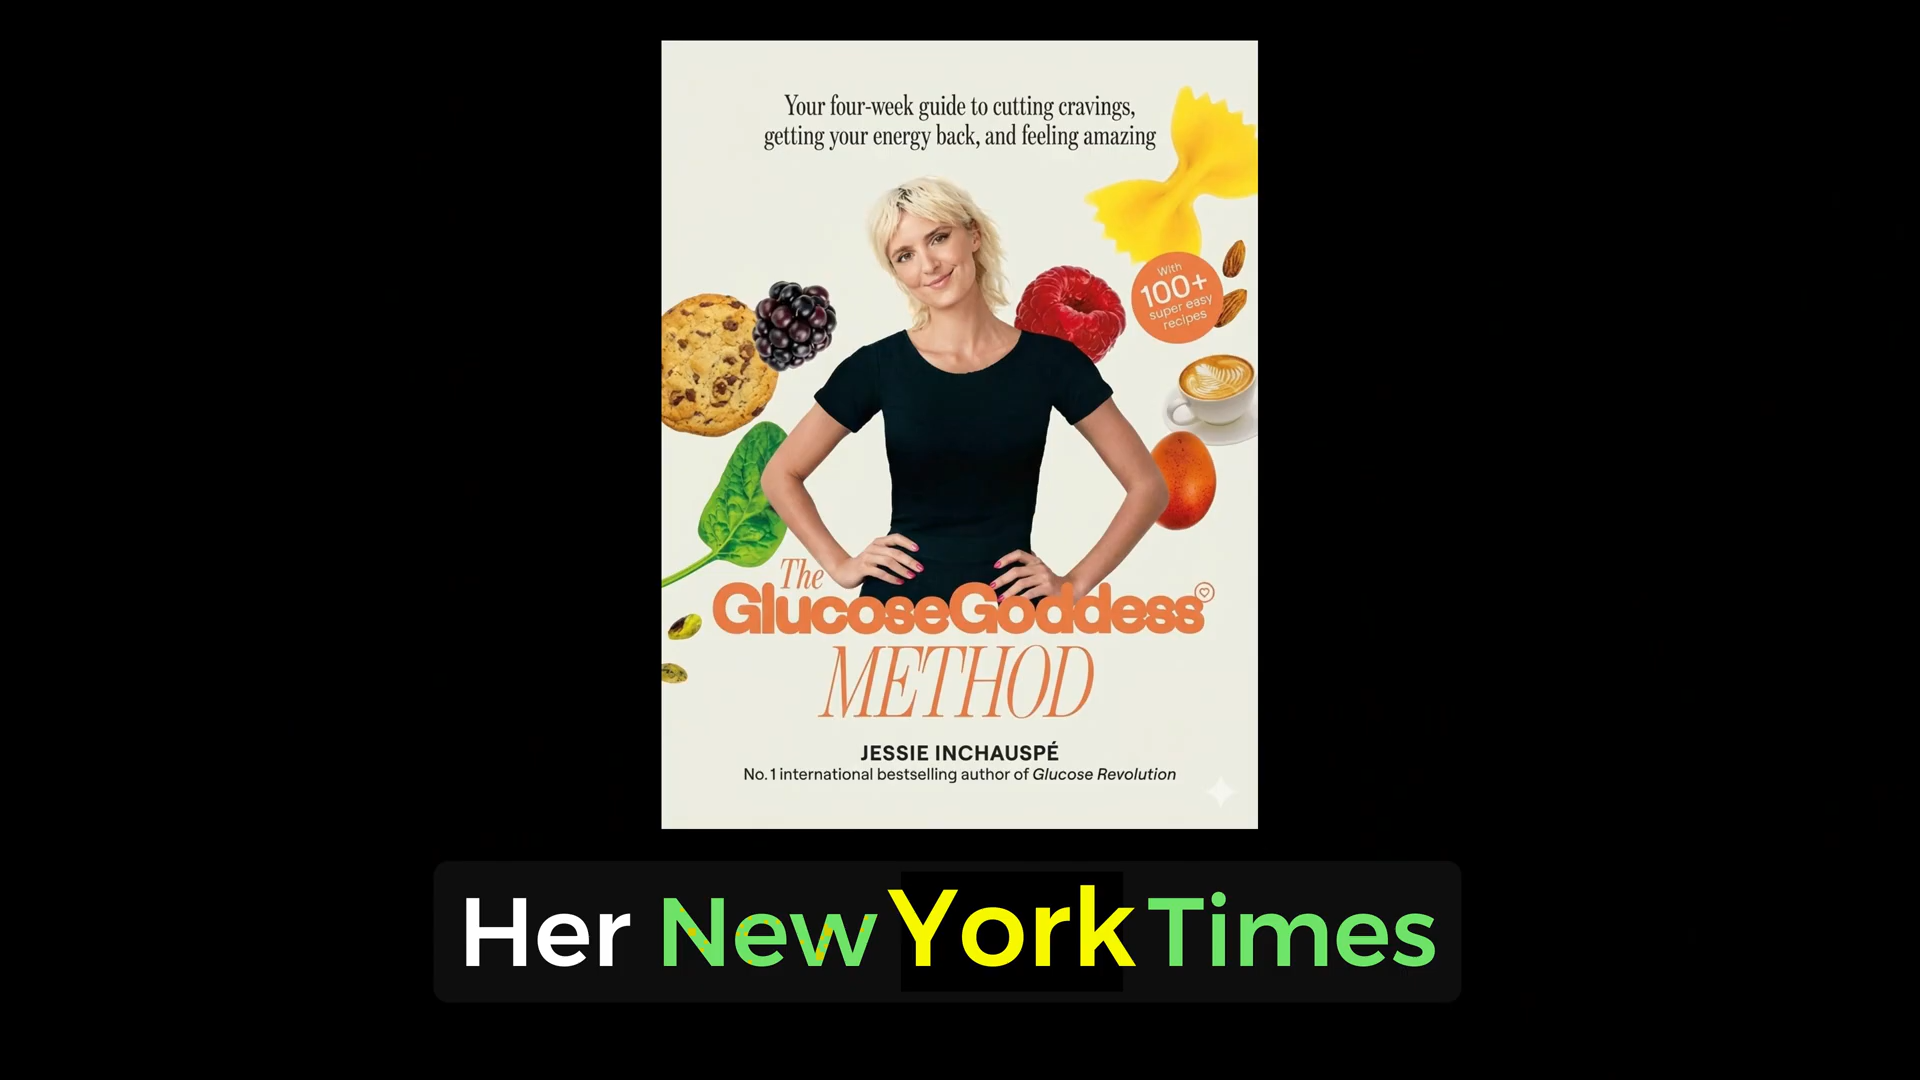 Your four-week guide to cutting cravings,
getting your energy back, and feeling amazing
With
100+
super easy
recipes
The
GlucoseGoddess
METHOD
JESSIE INCHAUSPÉ
No. 1 international bestselling author of Glucose Revolution
Her New York Times